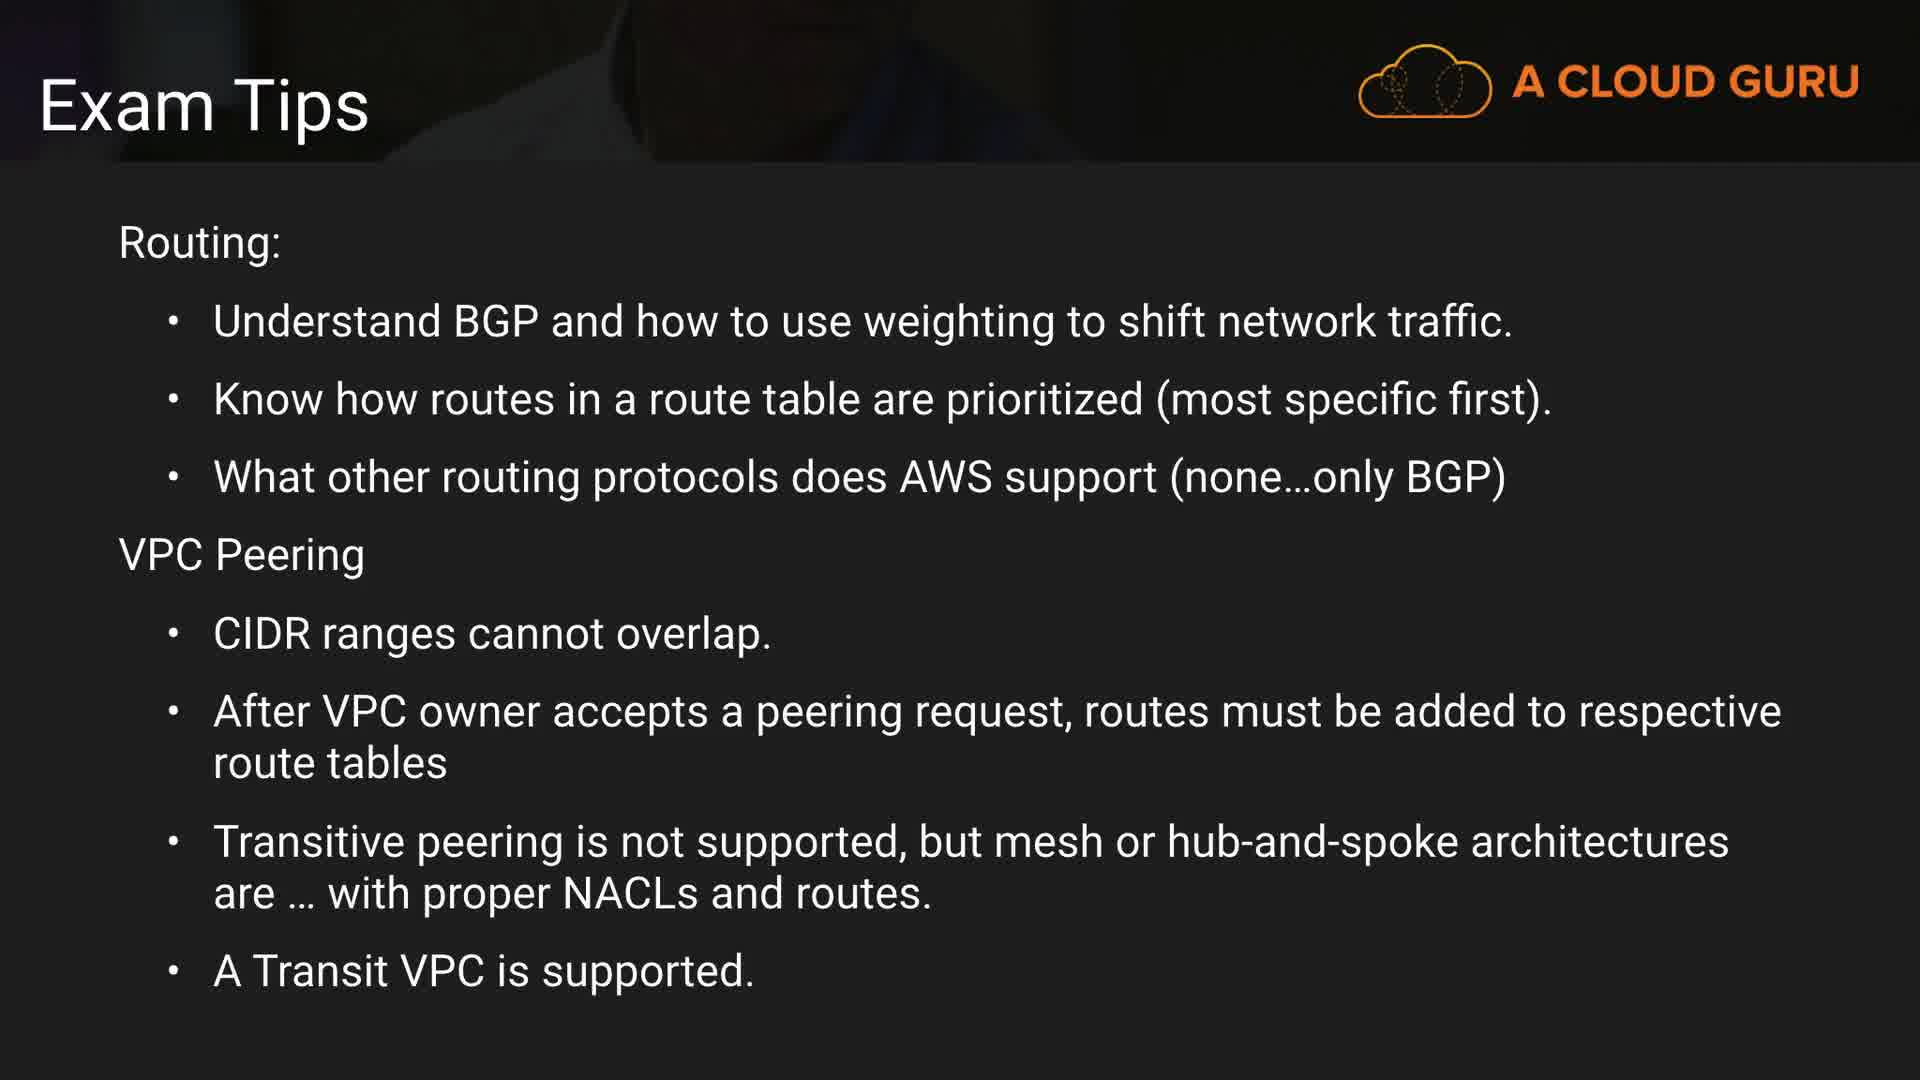 Exam Tips
A CLOUD GURU
Routing:
• Understand BGP and how to use weighting to shift network traffic.
• Know how routes in a route table are prioritized (most specific first).
• What other routing protocols does AWS support (none...only BGP)
VPC Peering
• CIDR ranges cannot overlap.
• After VPC owner accepts a peering request, routes must be added to respective
route tables
• Transitive peering is not supported, but mesh or hub-and-spoke architectures
are ... with proper NACLs and routes.
• A Transit VPC is supported.